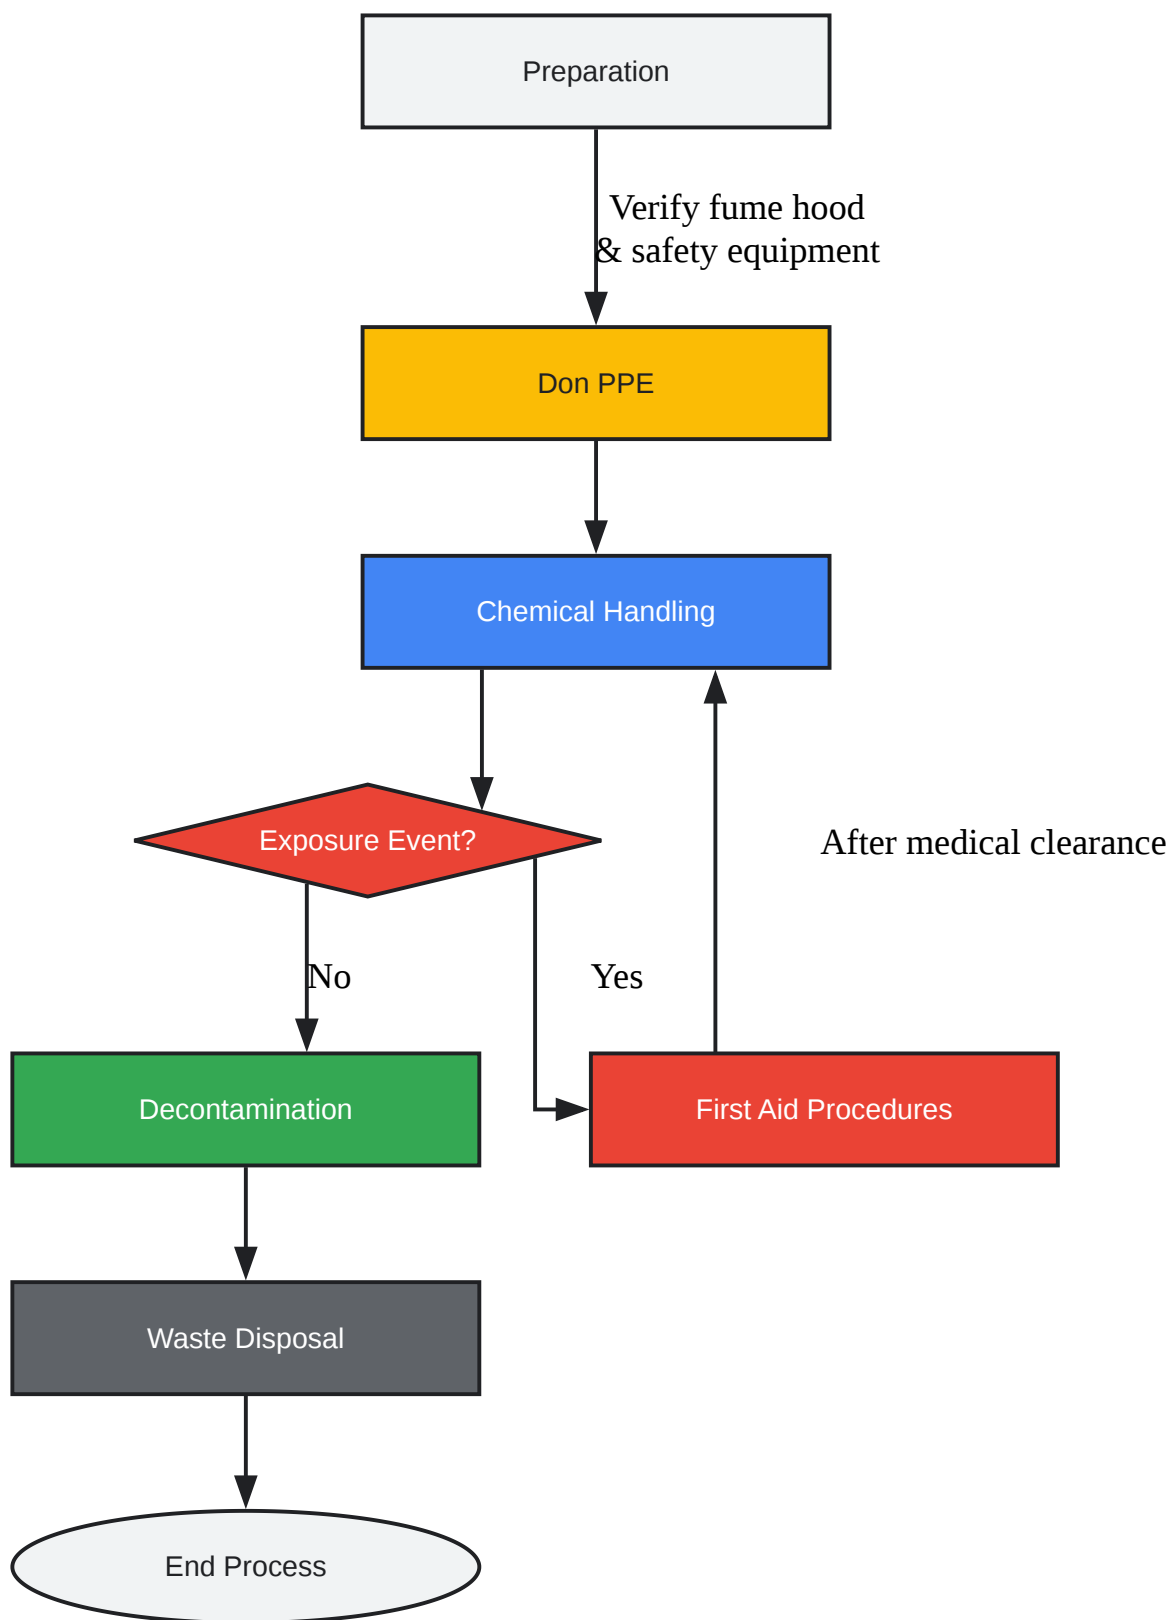 Preparation
Verify fume hood
& safety equipment
Don PPE
Chemical Handling
Exposure Event?
After medical clearance
No
Yes
Decontamination
First Aid Procedures
Waste Disposal
End Process